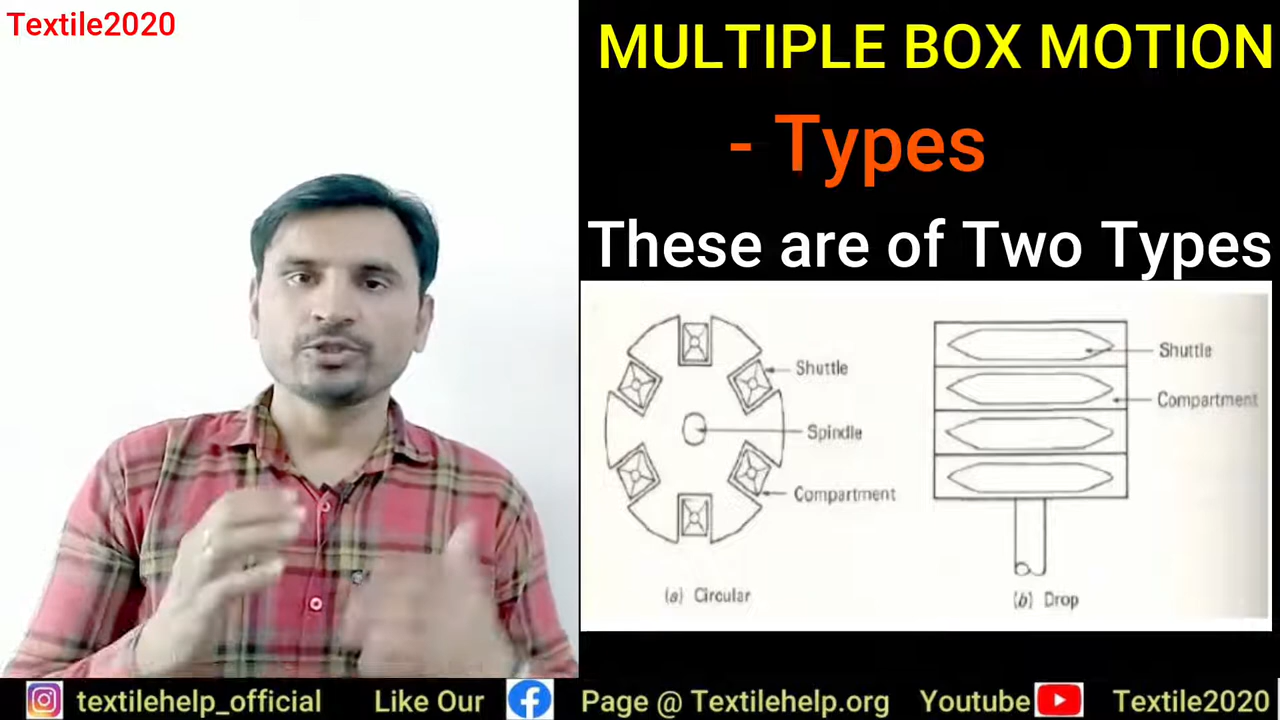 Textile2020
MULTIPLE BOX MOTION
- Types
These are of Two Types
Shuttle
Spindle
Compartment
(a) Circular
Shuttle
Compartment
(b) Drop
textilehelp_official Like Our Page @ Textilehelp.org Youtube Textile2020